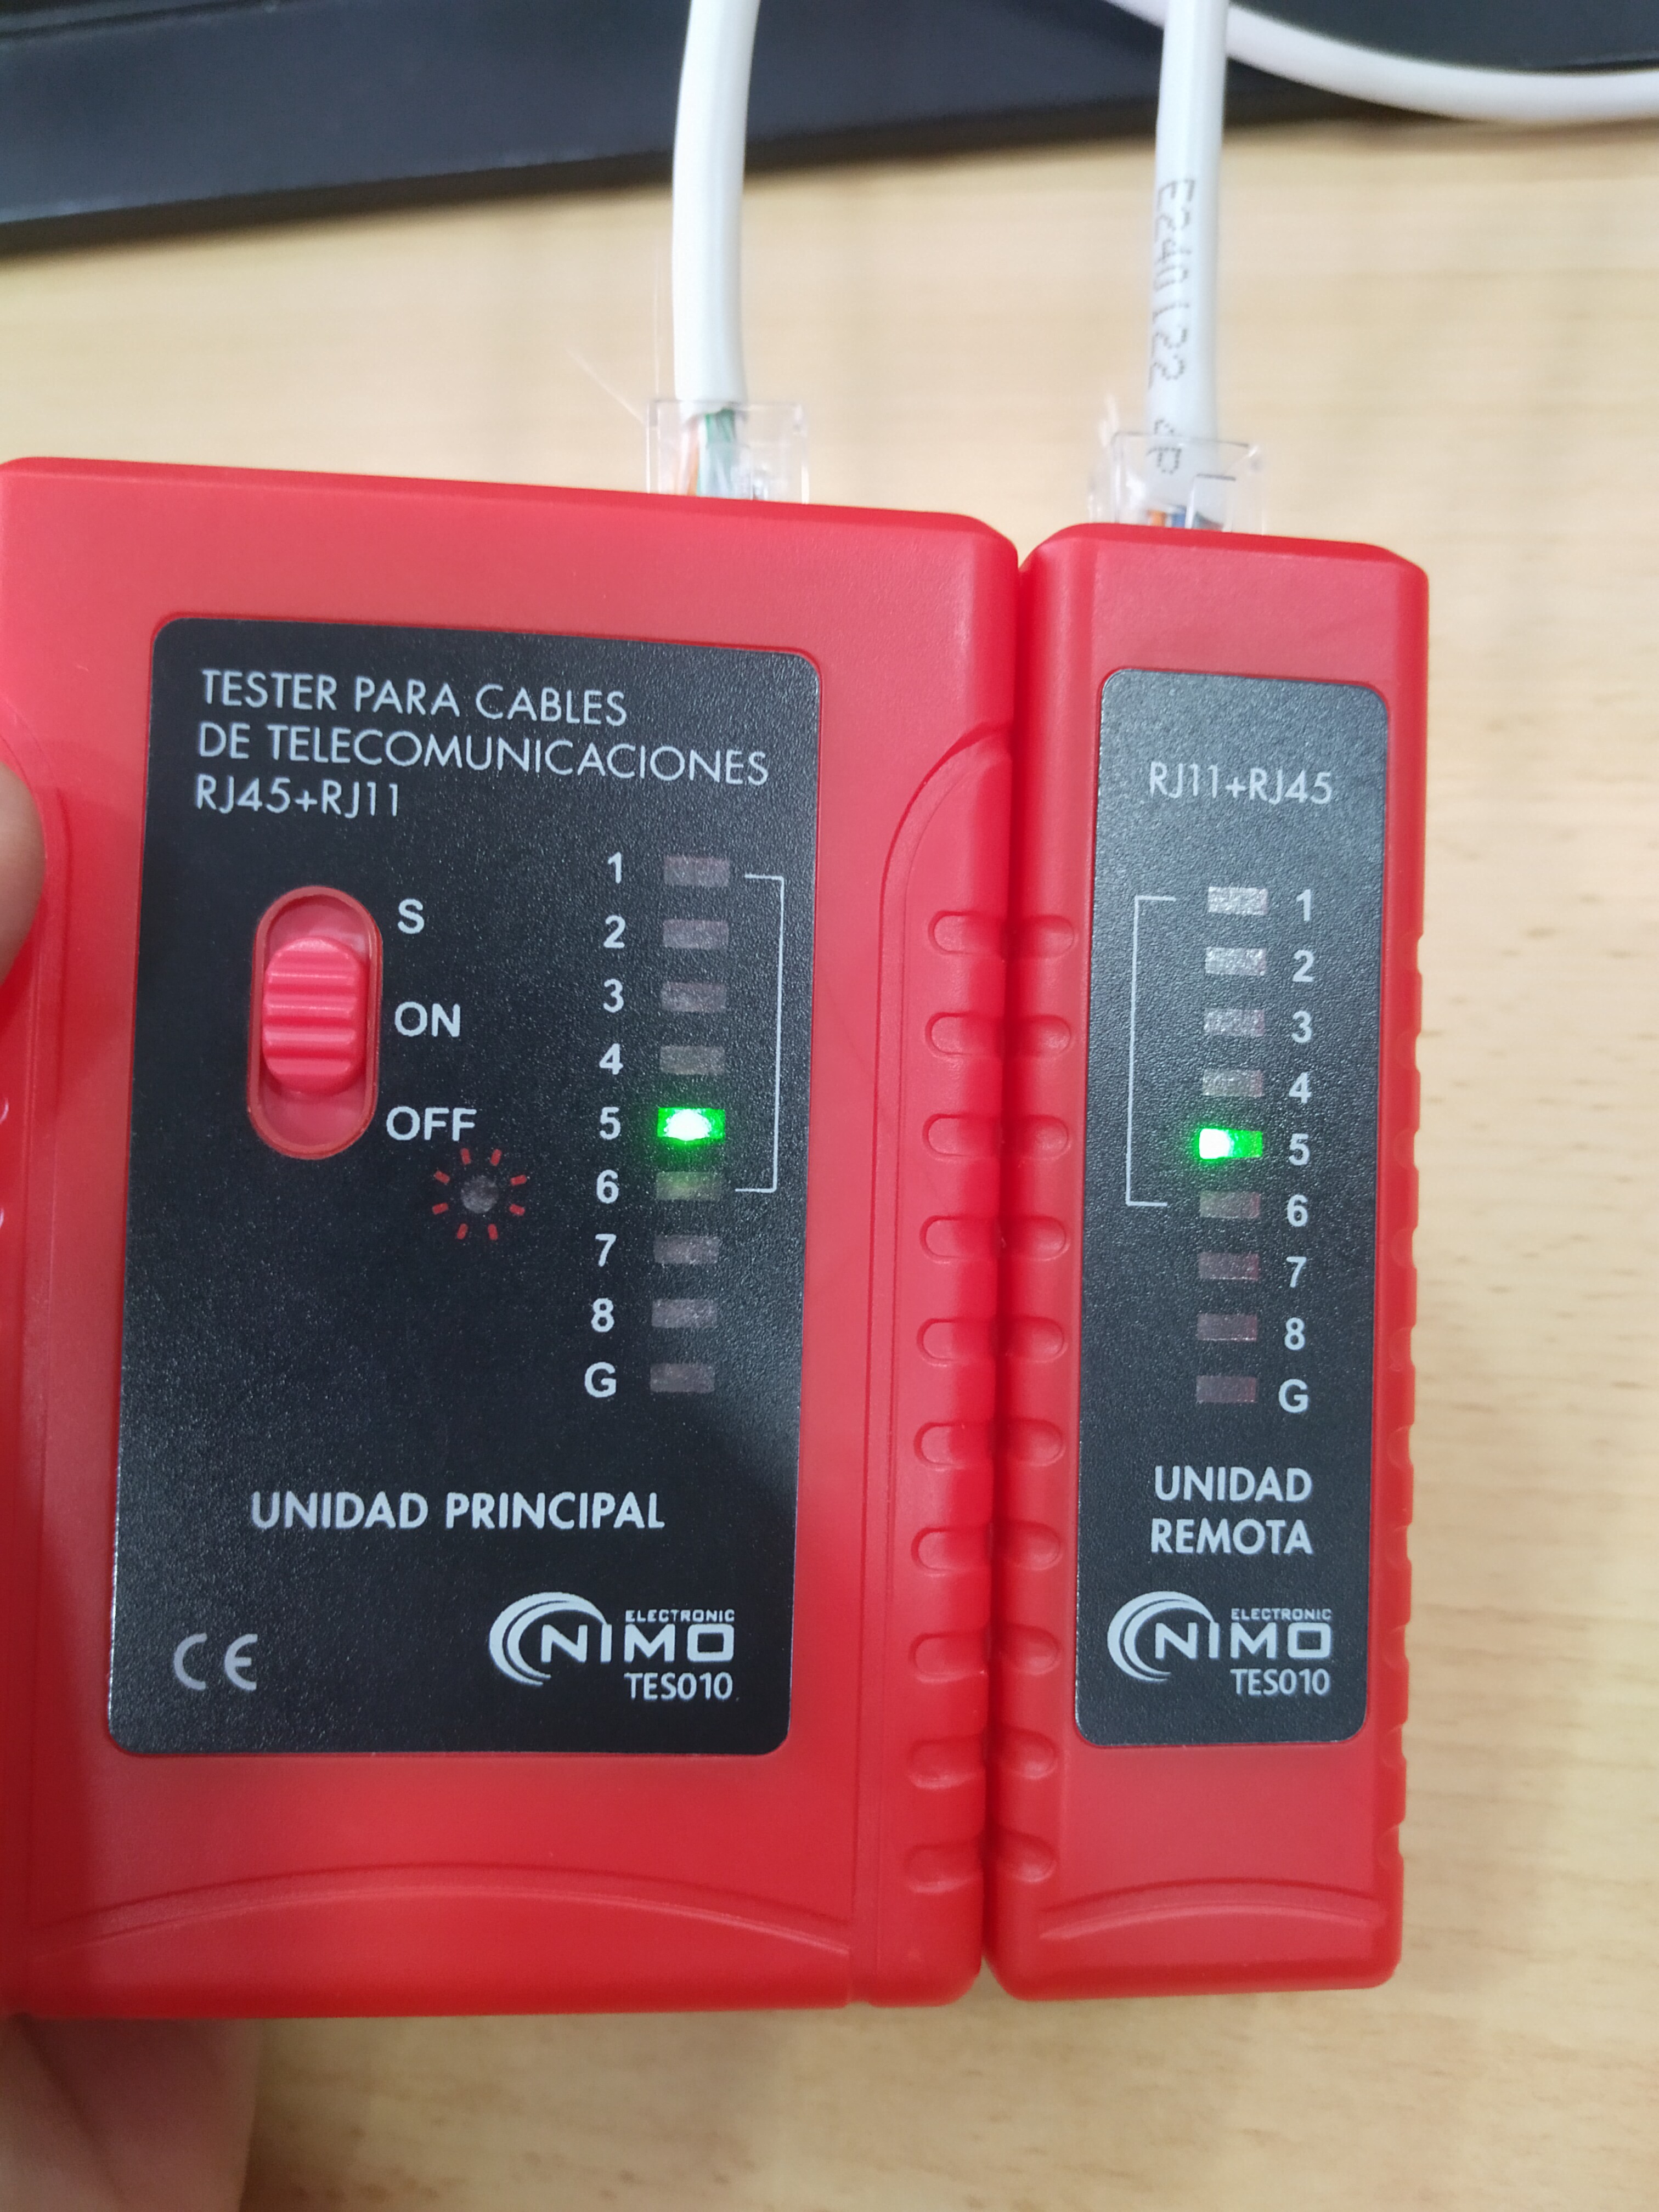 E240122 4P
TESTER PARA CABLES
DE TELECOMUNICACIONES
RJ45+RJ11
S
ON
OFF
1
2
3
4
5
6
7
8
G
UNIDAD PRINCIPAL
CE
ELECTRONIC
NIMO
TES010
RJ11+RJ45
1
2
3
4
5
6
7
8
G
UNIDAD
REMOTA
ELECTRONIC
NIMO
TES010